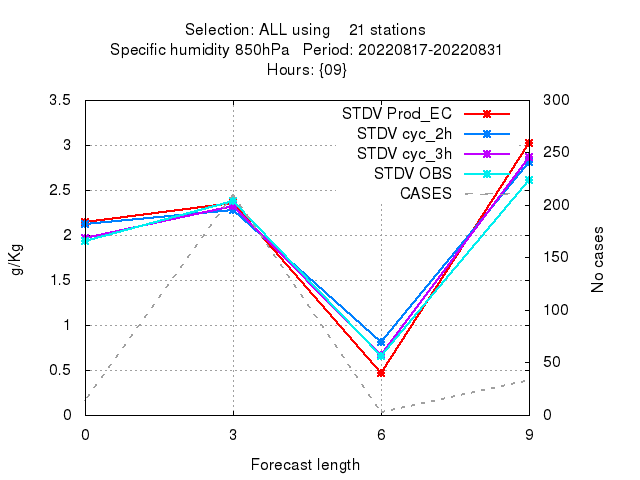 Selection: ALL using 21 stations
Specific humidity 850hPa Period: 20220817-20220831
Hours: {09}
3.5
3
2.5
2
1.5
1
0.5
0
300
250
200
150
100
50
0
STDV Prod_EC
STDV cyc_2h
STDV cyc_3h
STDV OBS
CASES
g/Kg
No cases
0 3 6 9
Forecast length